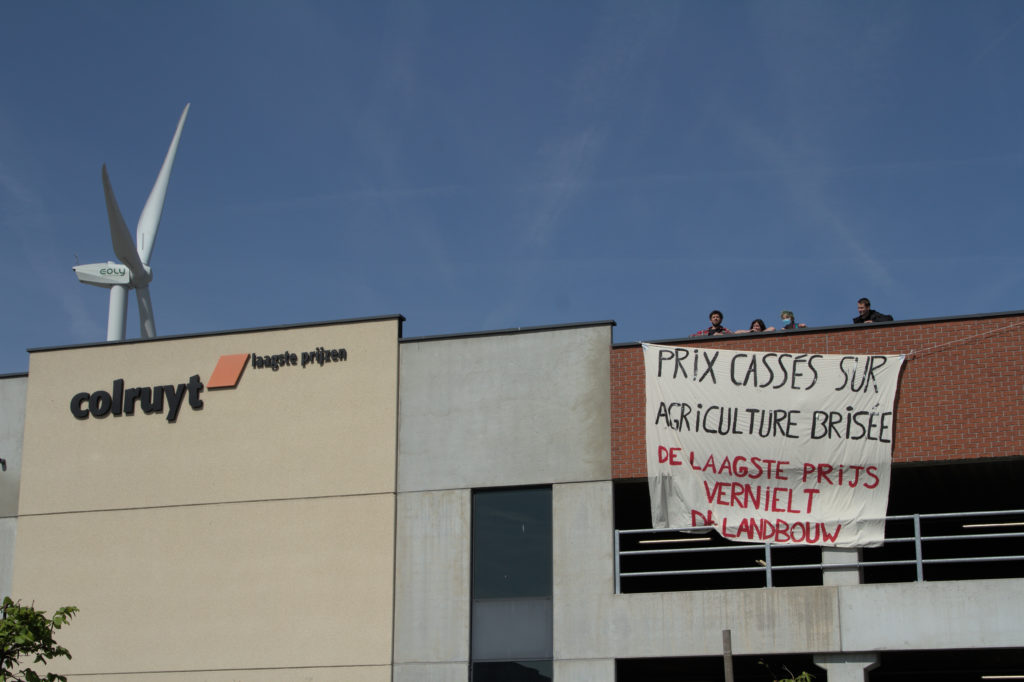 EOLY
laagste prijzen
colruyt
PRIX CASSÉS SUR
AGRICULTURE BRISÉE
DE LAAGSTE PRIJS
VERNIELT
DE LANDBOUW